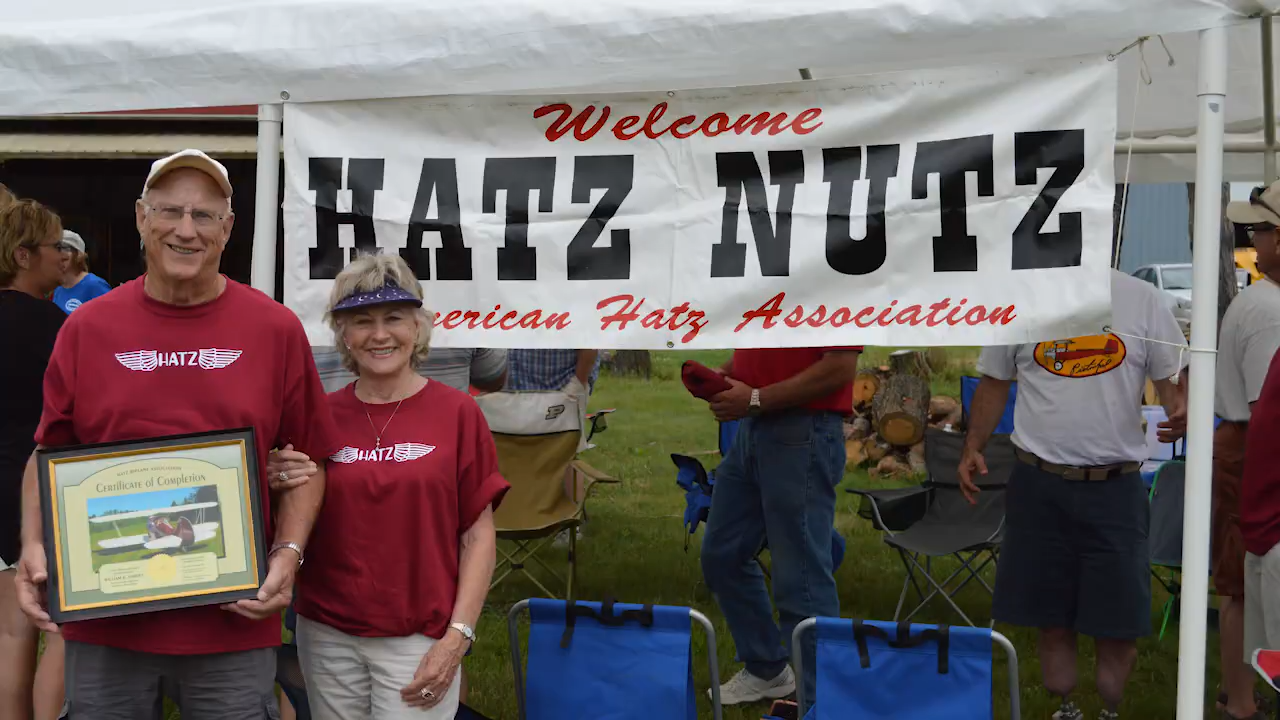 Welcome
HATZ NUTZ
erican Hatz Association
HATZ
HATZ
Certificate of Completion
P